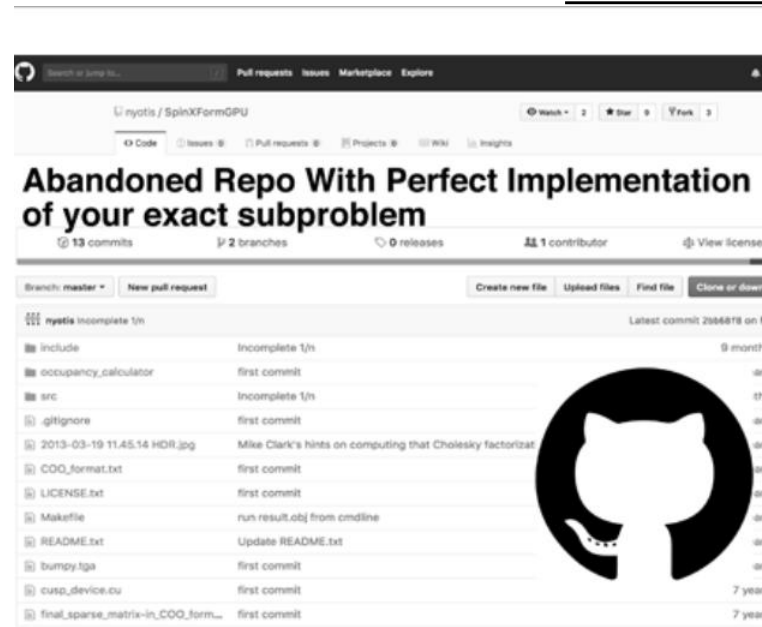 Search or jump to...
Pull requests Issues Marketplace Explore
nyotis / SpinXFormGPU
Watch 2 Star 9 Fork 3
Code Issues 0 Pull requests 0 Projects 0 Wiki Insights
Abandoned Repo With Perfect Implementation
of your exact subproblem
13 commits 2 branches 0 releases 1 contributor View license
Branch: master New pull request Create new file Upload files Find file Clone or down
nyotis Incomplete 1/n Latest commit
include Incomplete 1/n 9 month
occupancy_calculator first commit
src Incomplete 1/n
.gitignore first commit
2013-03-19 11.45.14 HDR.jpg Mike Clark's hints on computing that Cholesky factorizat
COO_format.txt first commit
LICENSE.txt first commit
Makefile run result.obj from cmdline
README.txt Update README.txt
bumpy.tga first commit
cusp_device.cu first commit 7 year
final_sparse_matrix-in_COO_form... first commit 7 year